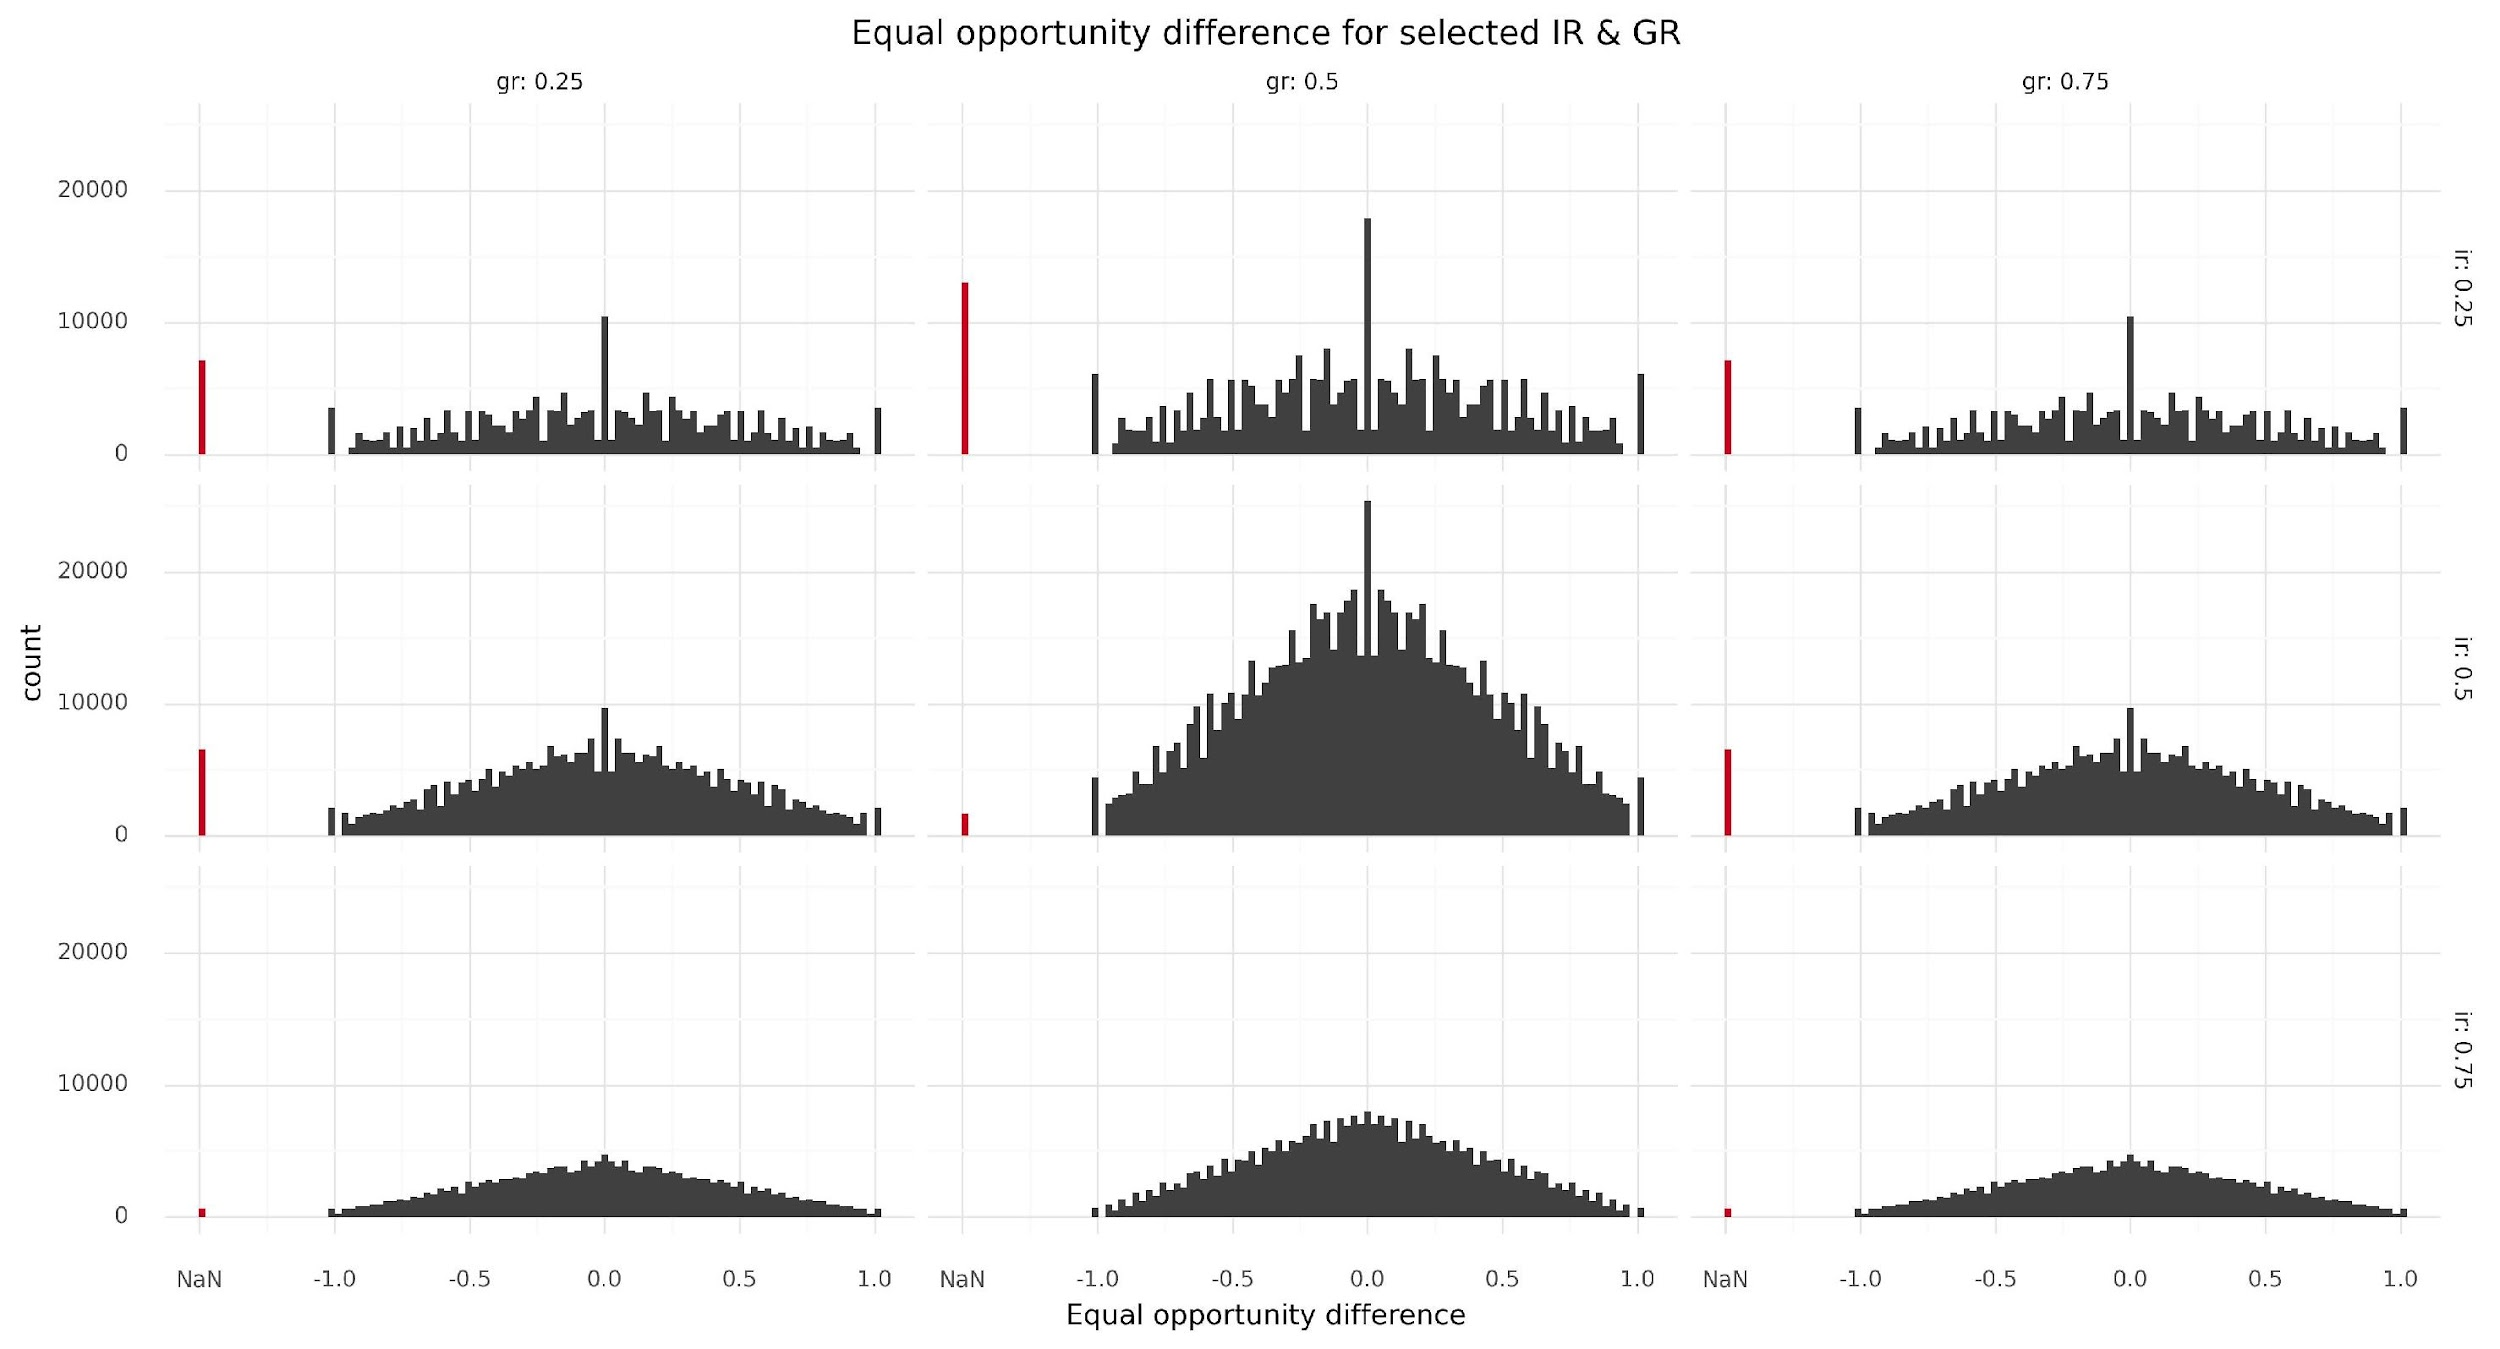 Equal opportunity difference for selected IR & GR
gr: 0.25
gr: 0.5
gr: 0.75
20000
10000
0
ir: 0.25
20000
10000
0
ir: 0.5
20000
10000
0
ir: 0.75
count
NaN -1.0 -0.5 0.0 0.5 1.0
NaN -1.0 -0.5 0.0 0.5 1.0
NaN -1.0 -0.5 0.0 0.5 1.0
Equal opportunity difference